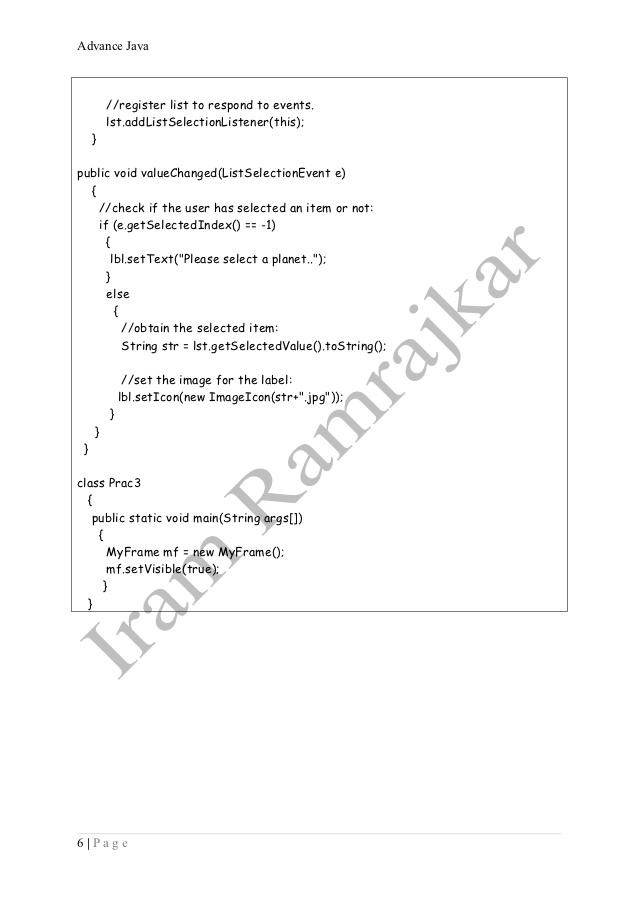 Advance Java
//register list to respond to events.
lst.addListSelectionListener(this);
}
public void valueChanged(ListSelectionEvent e)
{
//check if the user has selected an item or not:
if (e.getSelectedIndex() == -1)
{
lbl.setText("Please select a planet..");
}
else
{
//obtain the selected item:
String str = lst.getSelectedValue().toString();
//set the image for the label:
lbl.setIcon(new ImageIcon(str+".jpg"));
}
}
}
class Prac3
{
public static void main(String args[])
{
MyFrame mf = new MyFrame();
mf.setVisible(true);
}
}
Iram Ramrajkar
6 | P a g e